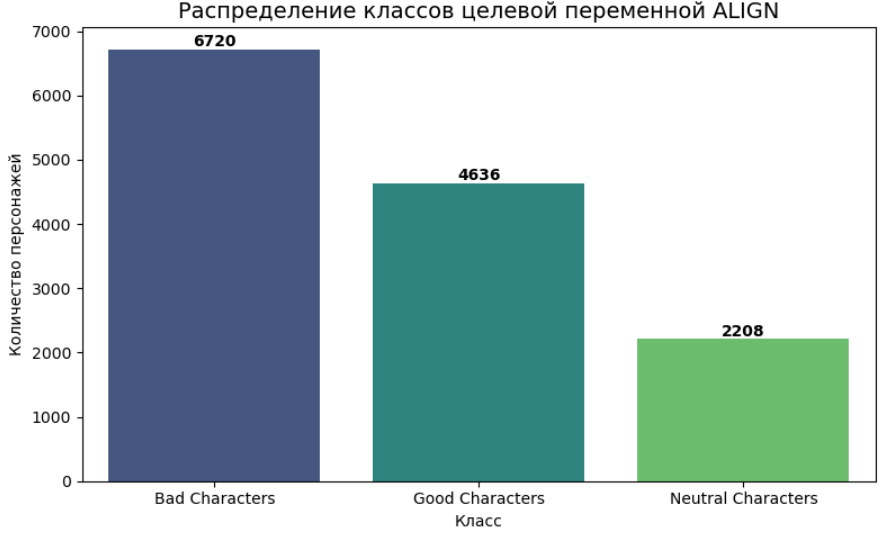 Распределение классов целевой переменной ALIGN
7000
6000
5000
4000
3000
2000
1000
0
Количество персонажей
6720
4636
2208
Bad Characters
Good Characters
Neutral Characters
Класс